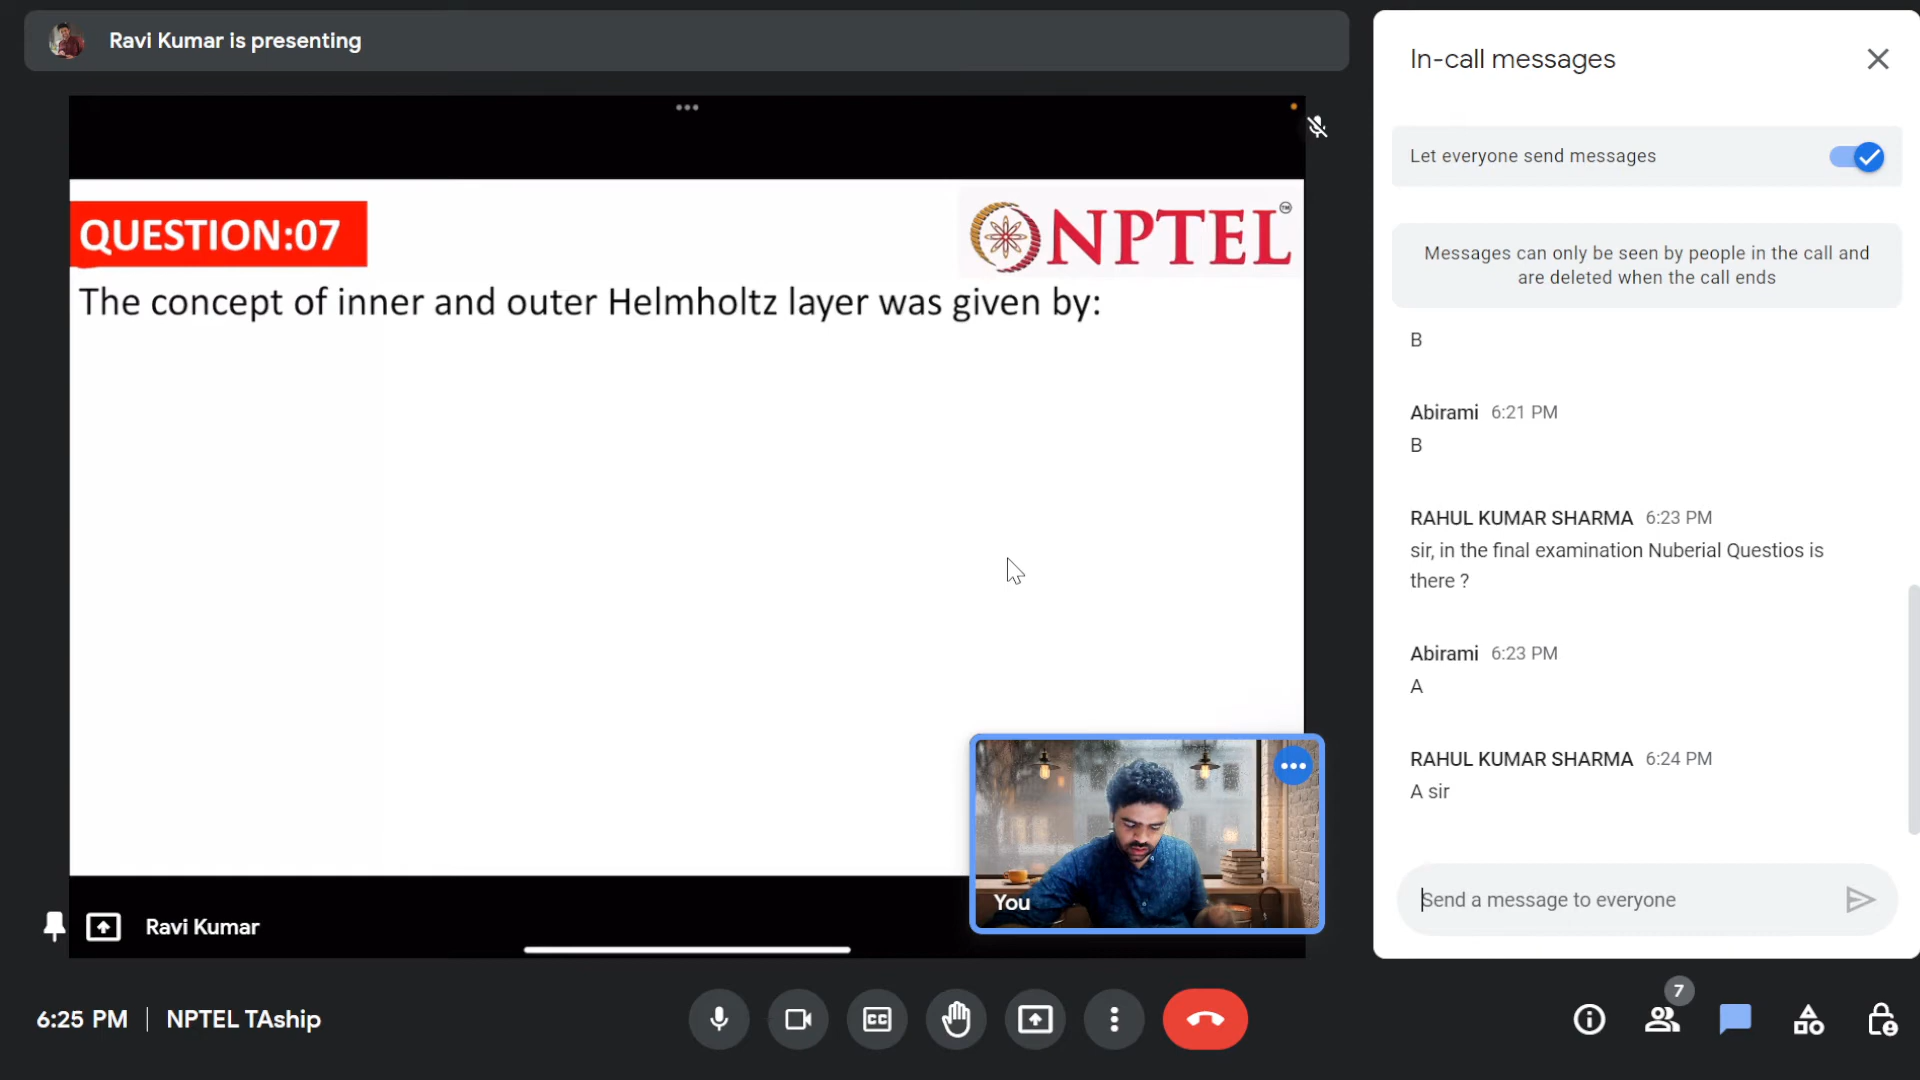 Ravi Kumar is presenting
QUESTION:07
NPTEL
TM
The concept of inner and outer Helmholtz layer was given by:
You
Ravi Kumar
6:25 PM | NPTEL TAship
CC
In-call messages
Let everyone send messages
Messages can only be seen by people in the call and
are deleted when the call ends
B
Abirami 6:21 PM
B
RAHUL KUMAR SHARMA 6:23 PM
sir, in the final examination Nuberial Questios is
there ?
Abirami 6:23 PM
A
RAHUL KUMAR SHARMA 6:24 PM
A sir
Send a message to everyone
7